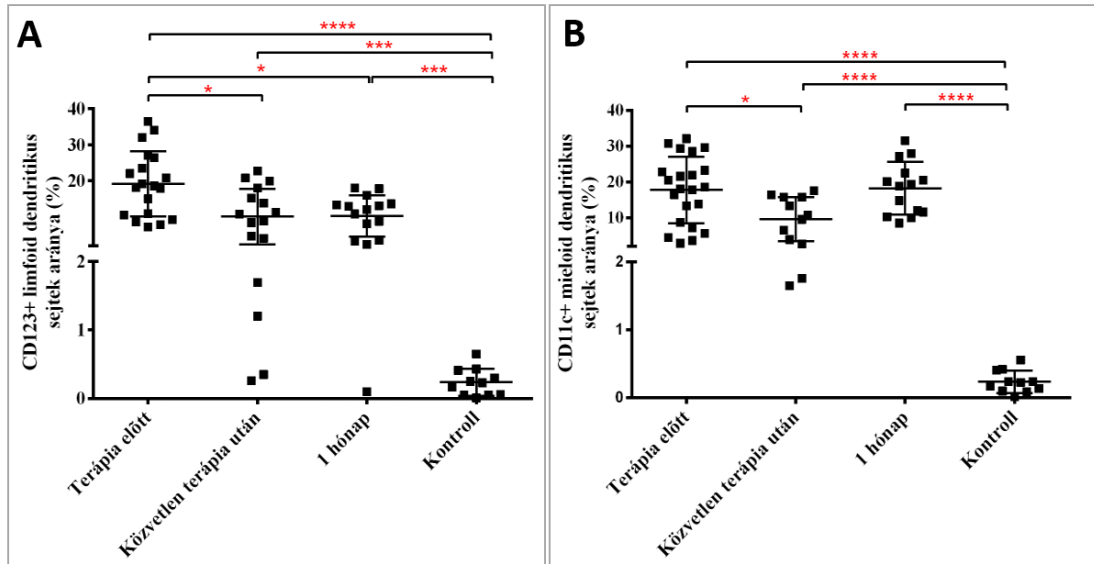 A
****
***
*
***
*
CD123+ limfoid dendritikus
sejtek aránya (%)
40
30
20
2
1
0
Terápia előtt
Közvetlen terápia után
1 hónap
Kontroll
B
****
****
*
****
CD11c+ mieloid dendritikus
sejtek aránya (%)
40
30
20
10
2
1
0
Terápia előtt
Közvetlen terápia után
1 hónap
Kontroll